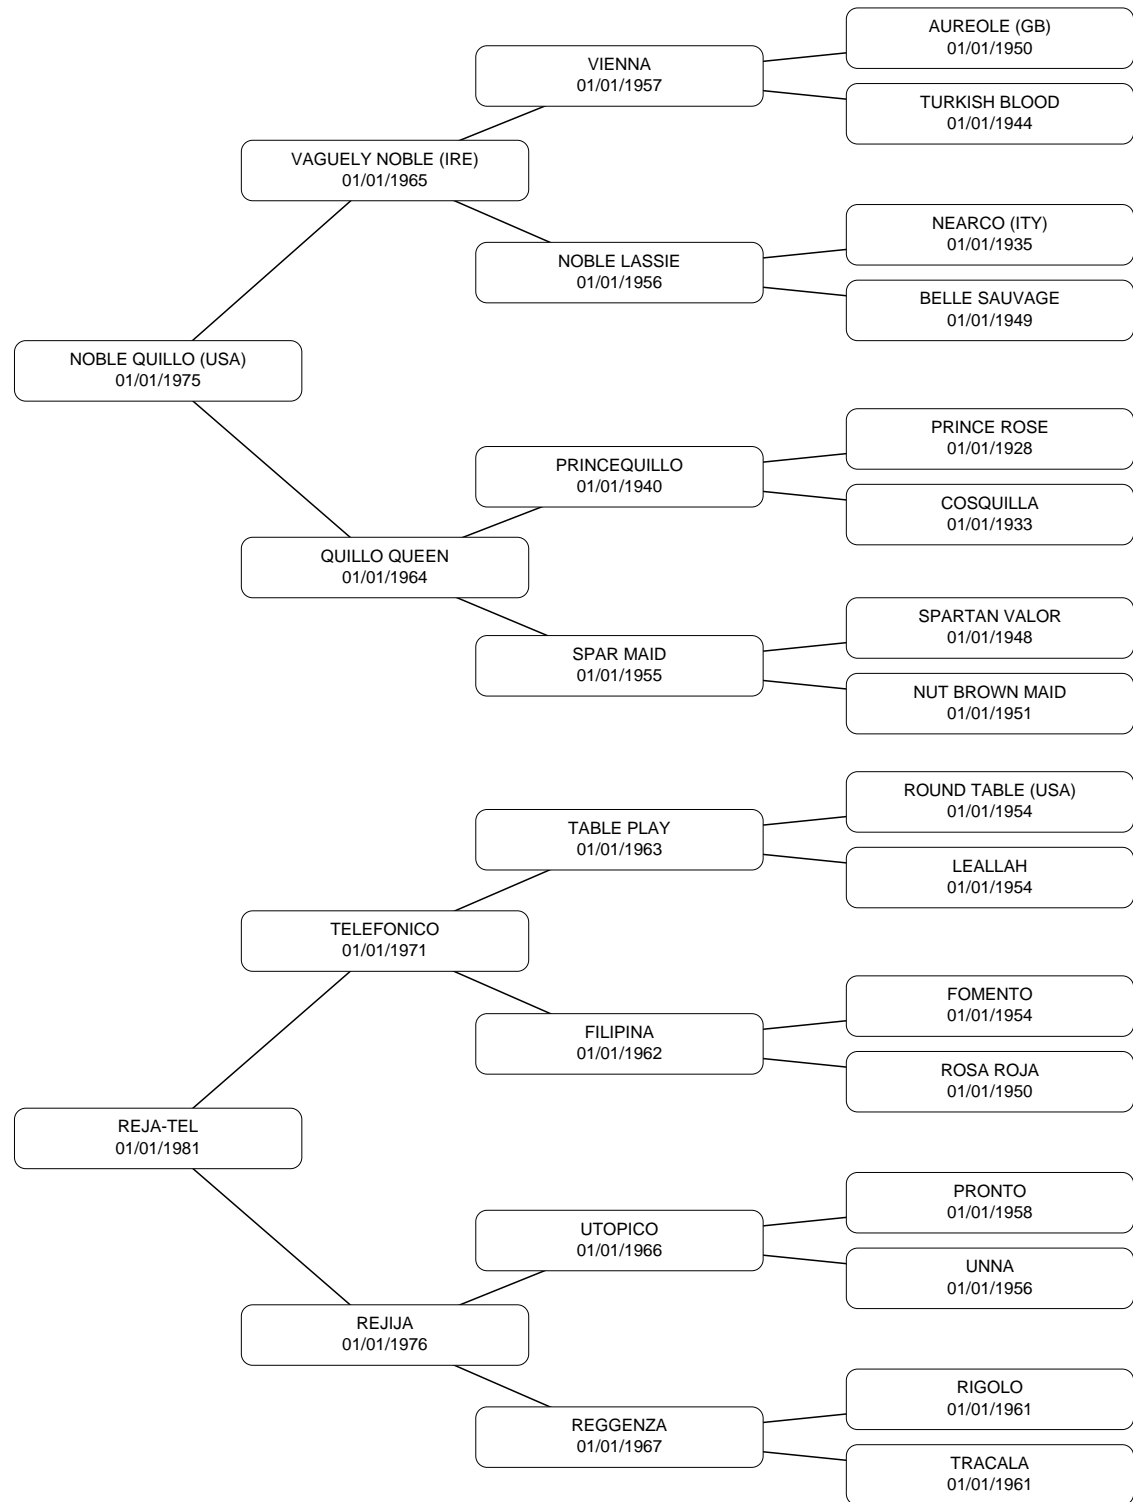 AUREOLE (GB)
01/01/1950
VIENNA
01/01/1957
TURKISH BLOOD
01/01/1944
VAGUELY NOBLE (IRE)
01/01/1965
NEARCO (ITY)
01/01/1935
NOBLE LASSIE
01/01/1956
BELLE SAUVAGE
01/01/1949
NOBLE QUILLO (USA)
01/01/1975
PRINCE ROSE
01/01/1928
PRINCEQUILLO
01/01/1940
COSQUILLA
01/01/1933
QUILLO QUEEN
01/01/1964
SPARTAN VALOR
01/01/1948
SPAR MAID
01/01/1955
NUT BROWN MAID
01/01/1951
ROUND TABLE (USA)
01/01/1954
TABLE PLAY
01/01/1963
LEALLAH
01/01/1954
TELEFONICO
01/01/1971
FOMENTO
01/01/1954
FILIPINA
01/01/1962
ROSA ROJA
01/01/1950
REJA-TEL
01/01/1981
PRONTO
01/01/1958
UTOPICO
01/01/1966
UNNA
01/01/1956
REJIJA
01/01/1976
RIGOLO
01/01/1961
REGGENZA
01/01/1967
TRACALA
01/01/1961